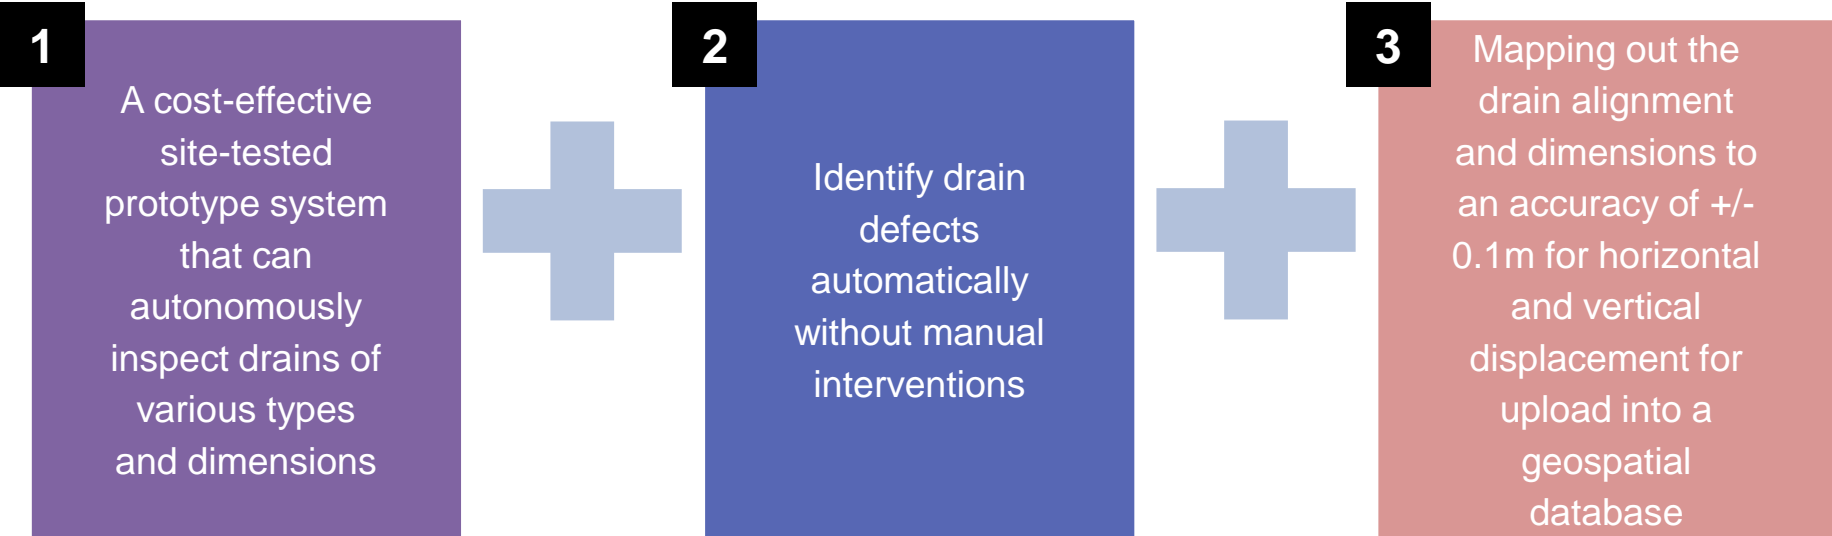 1
A cost-effective
site-tested
prototype system
that can
autonomously
inspect drains of
various types
and dimensions
2
Identify drain
defects
automatically
without manual
interventions
3
Mapping out the
drain alignment
and dimensions to
an accuracy of +/-
0.1m for horizontal
and vertical
displacement for
upload into a
geospatial
database